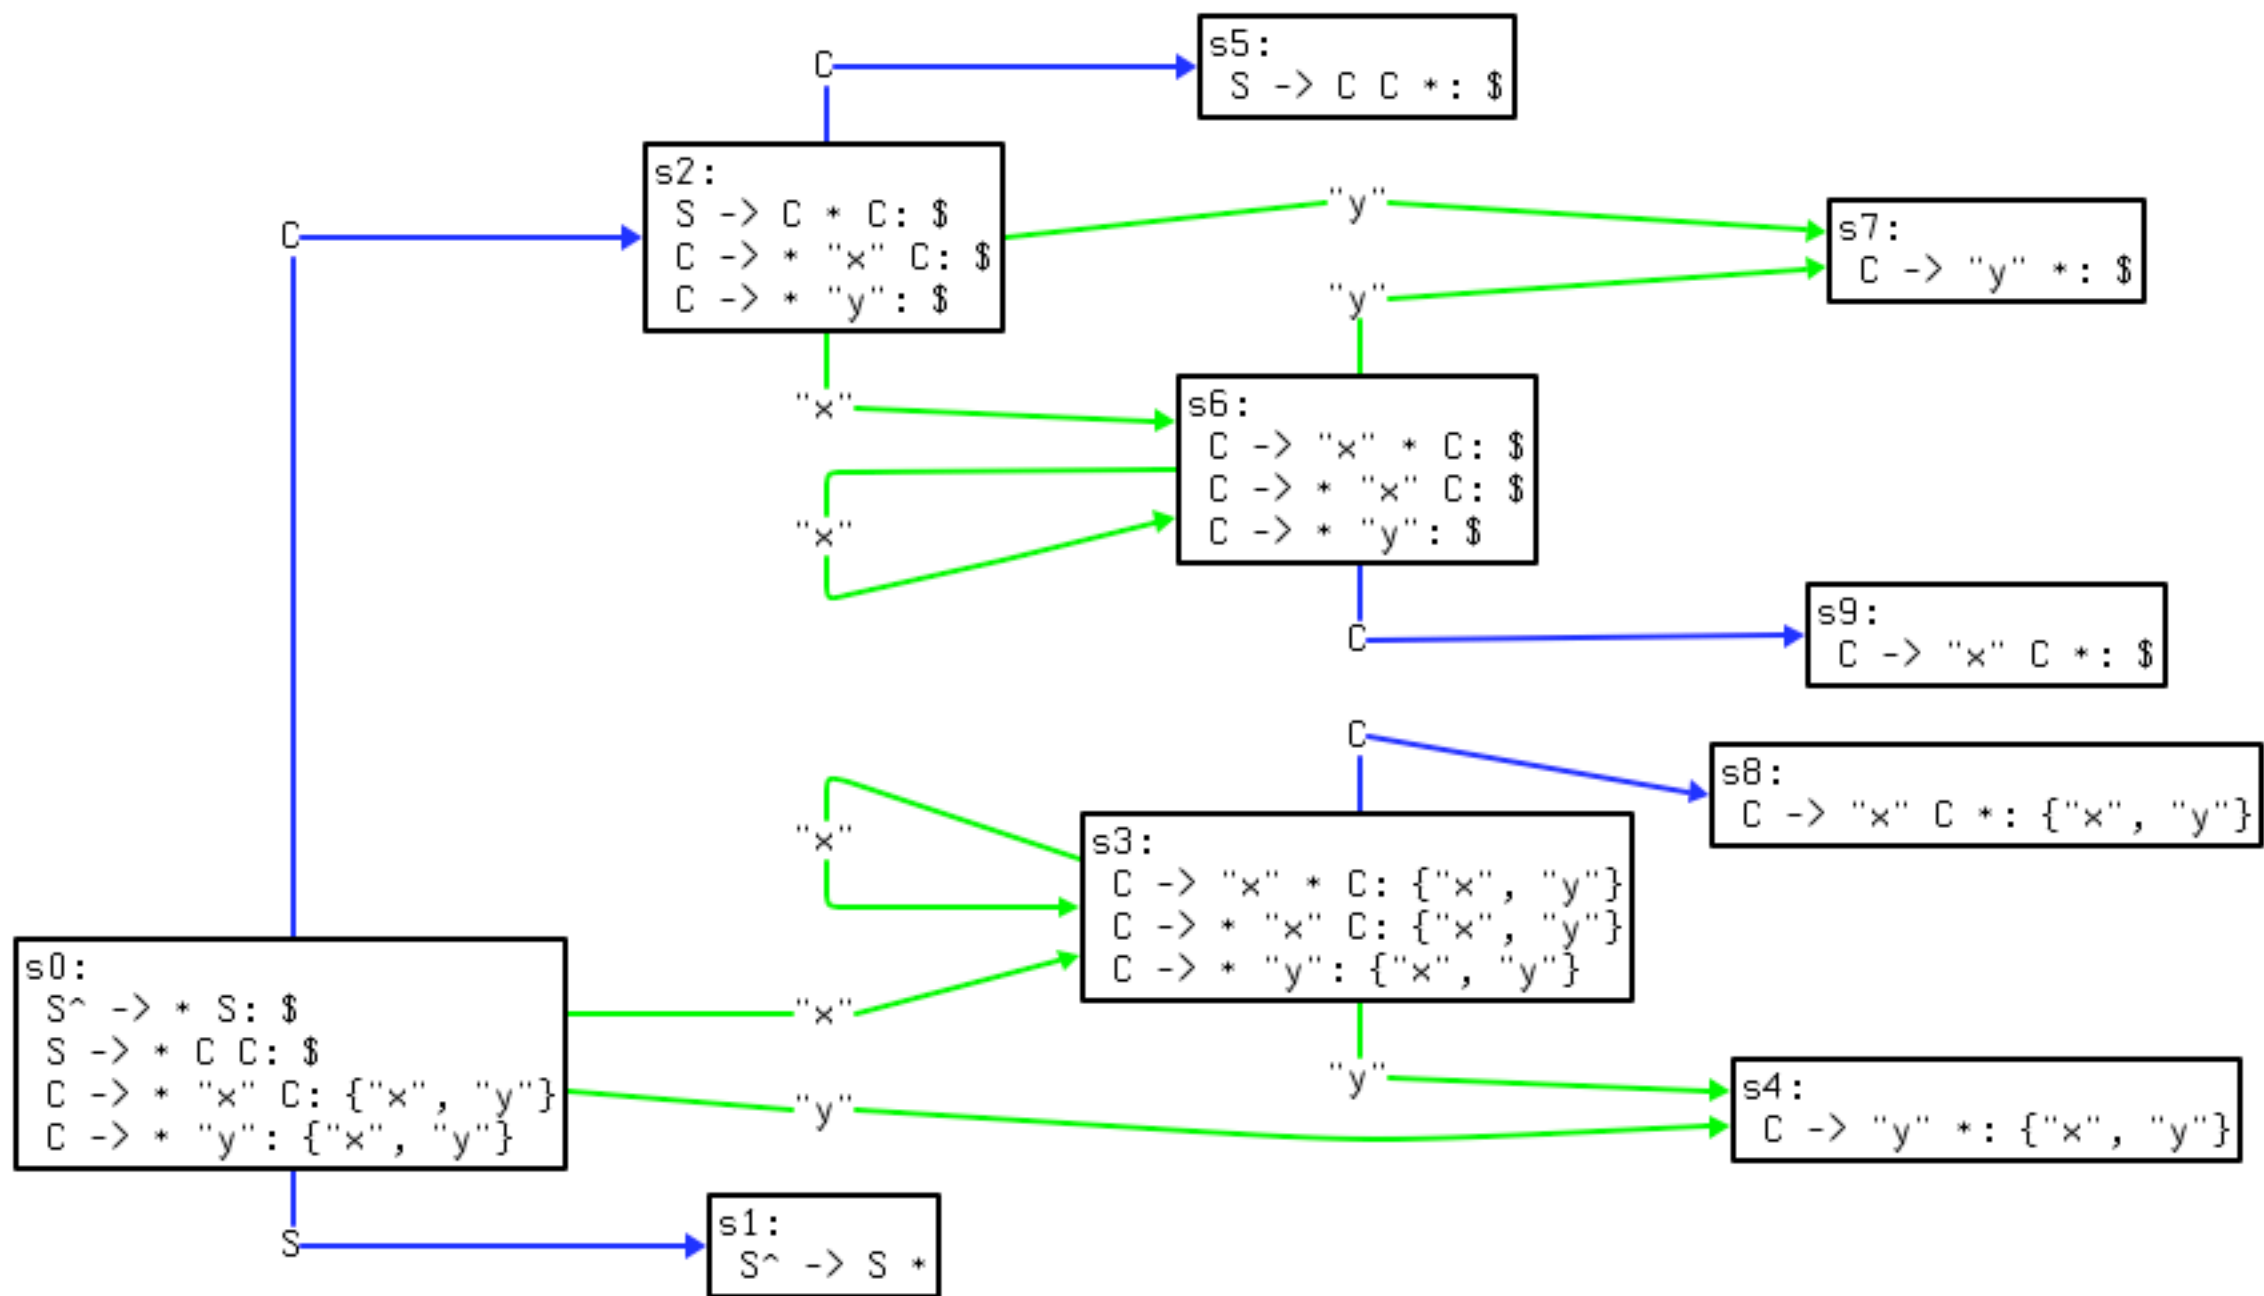 C
s5:
S -> C C *: $
s2:
S -> C * C: $
C -> * "x" C: $
C -> * "y": $
"y"
s7:
C -> "y" *: $
C
"y"
"x"
s6:
C -> "x" * C: $
C -> * "x" C: $
C -> * "y": $
"x"
s9:
C -> "x" C *: $
C
C
s8:
C -> "x" C *: {"x", "y"}
"x"
s3:
C -> "x" * C: {"x", "y"}
C -> * "x" C: {"x", "y"}
C -> * "y": {"x", "y"}
s0:
S^ -> * S: $
S -> * C C: $
C -> * "x" C: {"x", "y"}
C -> * "y": {"x", "y"}
"x"
"y"
"y"
s4:
C -> "y" *: {"x", "y"}
S
s1:
S^ -> S *